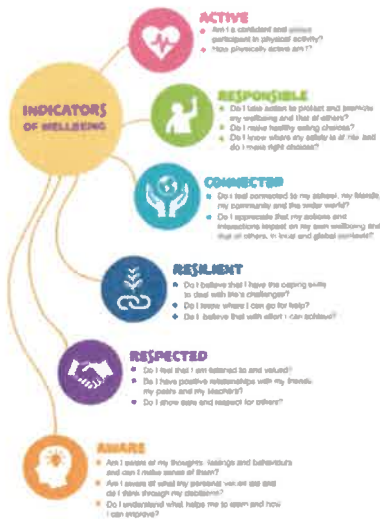 INDICATORS
OF WELLBEING
ACTIVE
Am I a confident and skilled
participant in physical activity?
How physically active am I?
RESPONSIBLE
Do I take action to protect and promote
my wellbeing and that of others?
Do I make healthy eating choices?
Do I know where my safety is at risk and
do I make right choices?
CONNECTED
Do I feel connected to my school, my friends,
my community and the wider world?
Do I appreciate that my actions and
interactions impact on my own wellbeing and
that of others, in local and global contexts?
RESILIENT
Do I believe that I have the coping skills
to deal with life's challenges?
Do I know where I can go for help?
Do I believe that with effort I can achieve?
RESPECTED
Do I feel that I am listened to and valued?
Do I have positive relationships with my friends,
my peers and my teachers?
Do I show care and respect for others?
AWARE
Am I aware of my thoughts, feelings and behaviours
and can I make sense of them?
Am I aware of what my personal values are and
do I think through my decisions?
Do I understand what helps me to learn and how
I can improve?